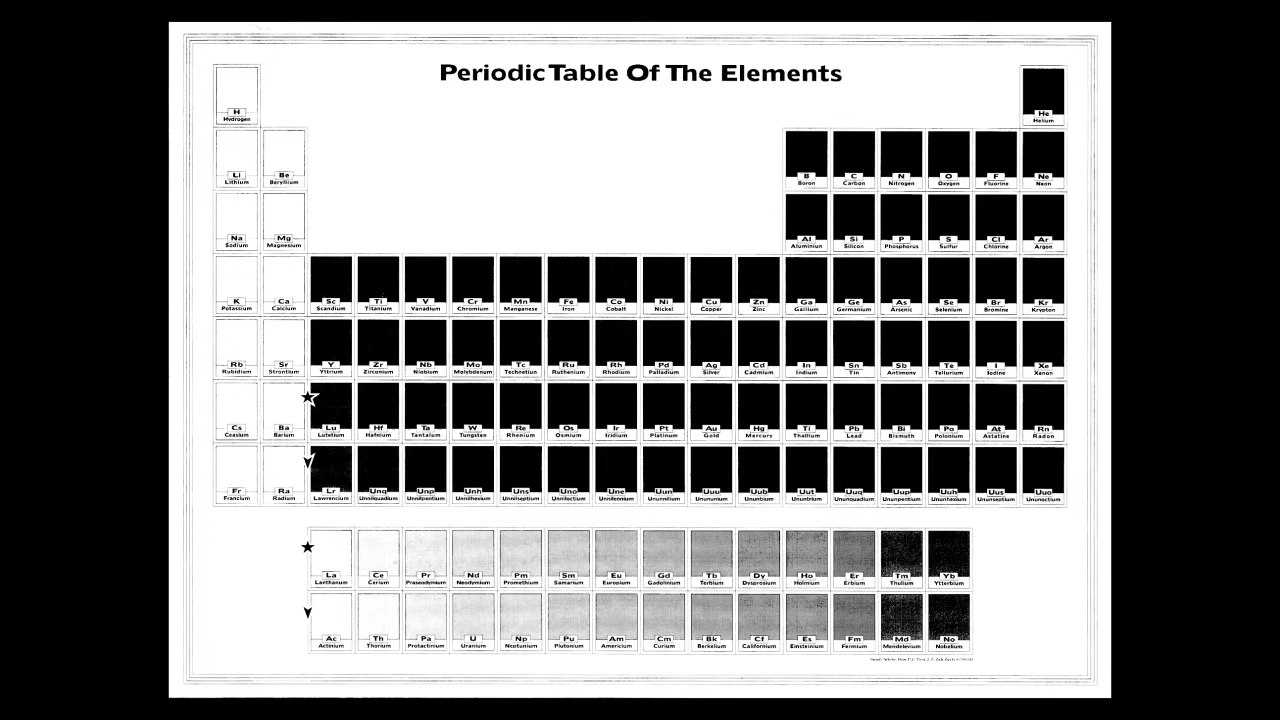 Periodic Table Of The Elements
H He
Hydrogen Helium
Li Be B C N O F Ne
Lithium Beryllium Boron Carbon Nitrogen Oxygen Fluorine Neon
Na Mg Al Si P S Cl Ar
Sodium Magnesium Aluminiun Silicon Phosphorus Sulfur Chlorine Argon
K Ca Sc Ti V Cr Mn Fe Co Ni Cu Zn Ga Ge As Se Br Kr
Potassium Calcium Scandium Titanium Vanadium Chromium Manganese Iron Cobalt Nickel Copper Zinc Gallium Germanium Arsenic Selenium Bromine Krypton
Rb Sr Y Zr Nb Mo Tc Ru Rh Pd Ag Cd In Sn Sb Te I Xe
Rubidium Strontium Yttrium Zirconium Niobium Molybdenum Technetiun Ruthenium Rhodium Palladium Silver Cadmium Indium Tin Antimony Tellurium Iodine Xenon
Cs Ba Lu Hf Ta W Re Os Ir Pt Au Hg Ti Pb Bi Po At Rn
Ceasium Barium Lutetium Hafnium Tantalum Tungsten Rhenium Osmium Iridium Platinum Gold Mercury Thallium Lead Bismuth Polonium Astatine Radon
Fr Ra Lr Unq Unp Unh Uns Uno Une Uun Uuu Uub Uut Uuq Uup Uuh Uus Uuo
Francium Radium Lawrencium Unniquadium Unnilpentium Unnilhexium Unnilseptium Unniloctium Unnilennium Ununnilium Unununium Ununbium Ununtrium Ununquadium Ununpentium Ununhexium Ununseptium Ununoctium
La Ce Pr Nd Pm Sm Eu Gd Tb Dy Ho Er Tm Yb
Lanthanum Cerium Praseodymium Neodymium Promethium Samarium Europium Gadolinium Terbium Dysprosium Holmium Erbium Thulium Ytterbium
Ac Th Pa U Np Pu Am Cm Bk Cf Es Fm Md No
Actinium Thorium Protactinium Uranium Neptunium Plutonium Americium Curium Berkelium Californium Einsteinium Fermium Mendelevium Nobelium